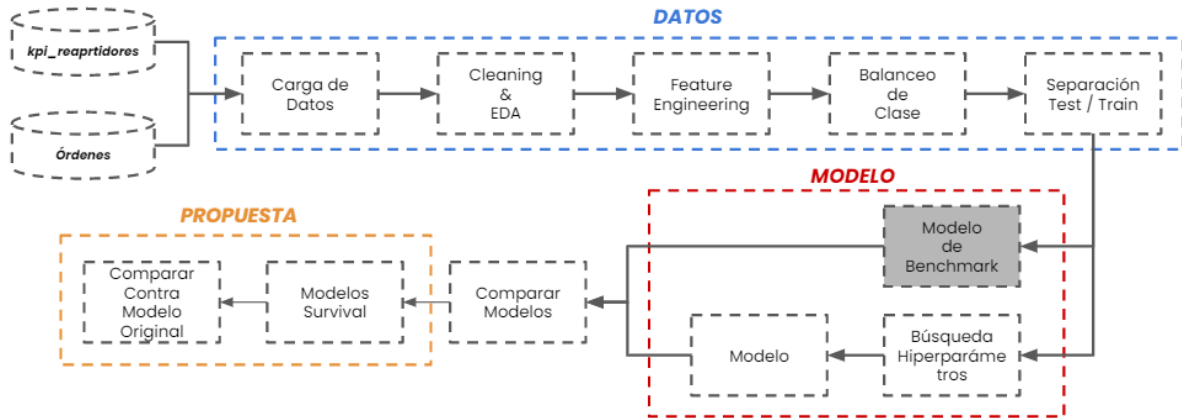 DATOS
kpi_reaprtidores
Órdenes
Carga de
Datos
Cleaning
&
EDA
Feature
Engineering
Balanceo
de
Clase
Separación
Test / Train
MODELO
Modelo
de
Benchmark
Búsqueda
Hiperparáme
tros
Modelo
Comparar
Modelos
PROPUESTA
Modelos
Survival
Comparar
Contra
Modelo
Original